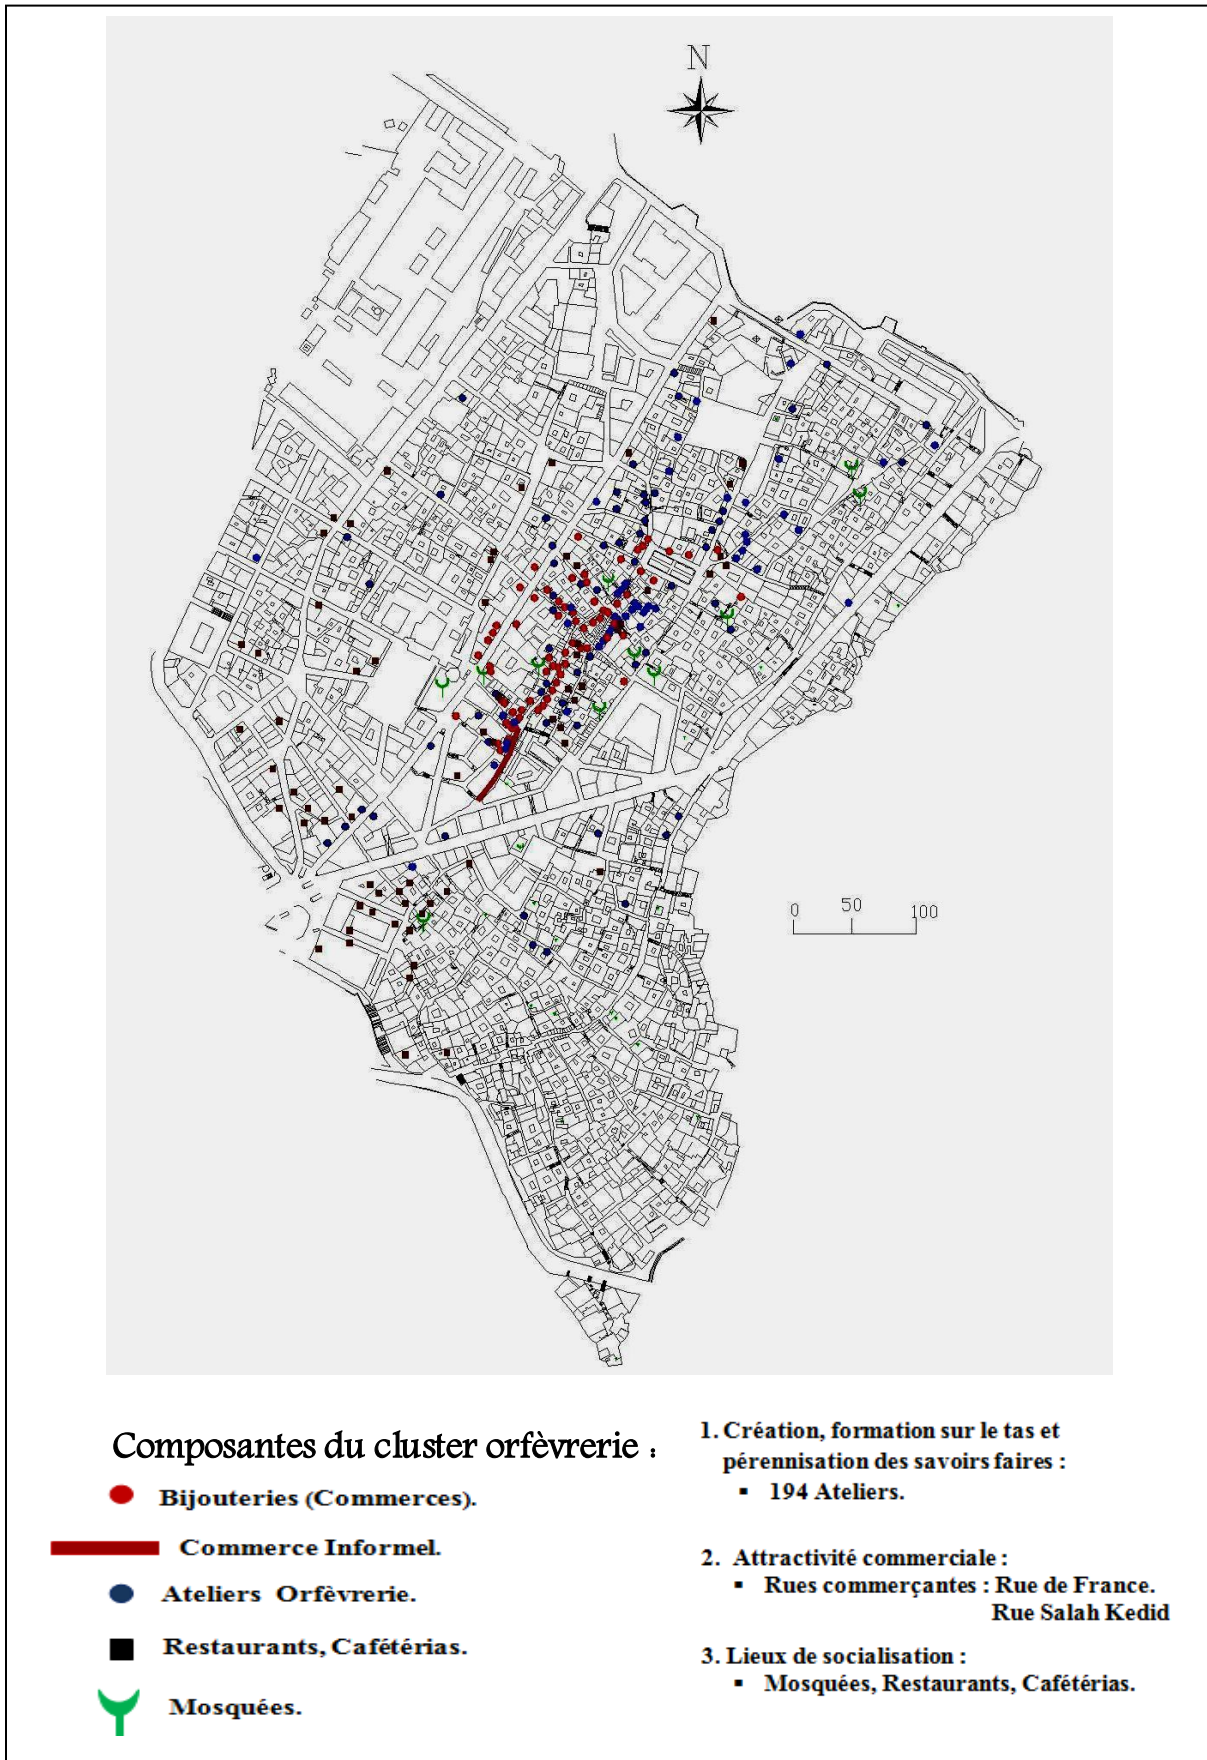 N
0 50 100
Composantes du cluster orfèvrerie :
Bijouteries (Commerces).
Commerce Informel.
Ateliers Orfèvrerie.
Restaurants, Cafétérias.
Mosquées.
1. Création, formation sur le tas et
pérennisation des savoirs faires :
▪ 194 Ateliers.
2. Attractivité commerciale :
▪ Rues commerçantes : Rue de France.
Rue Salah Kedid
3. Lieux de socialisation :
▪ Mosquées, Restaurants, Cafétérias.